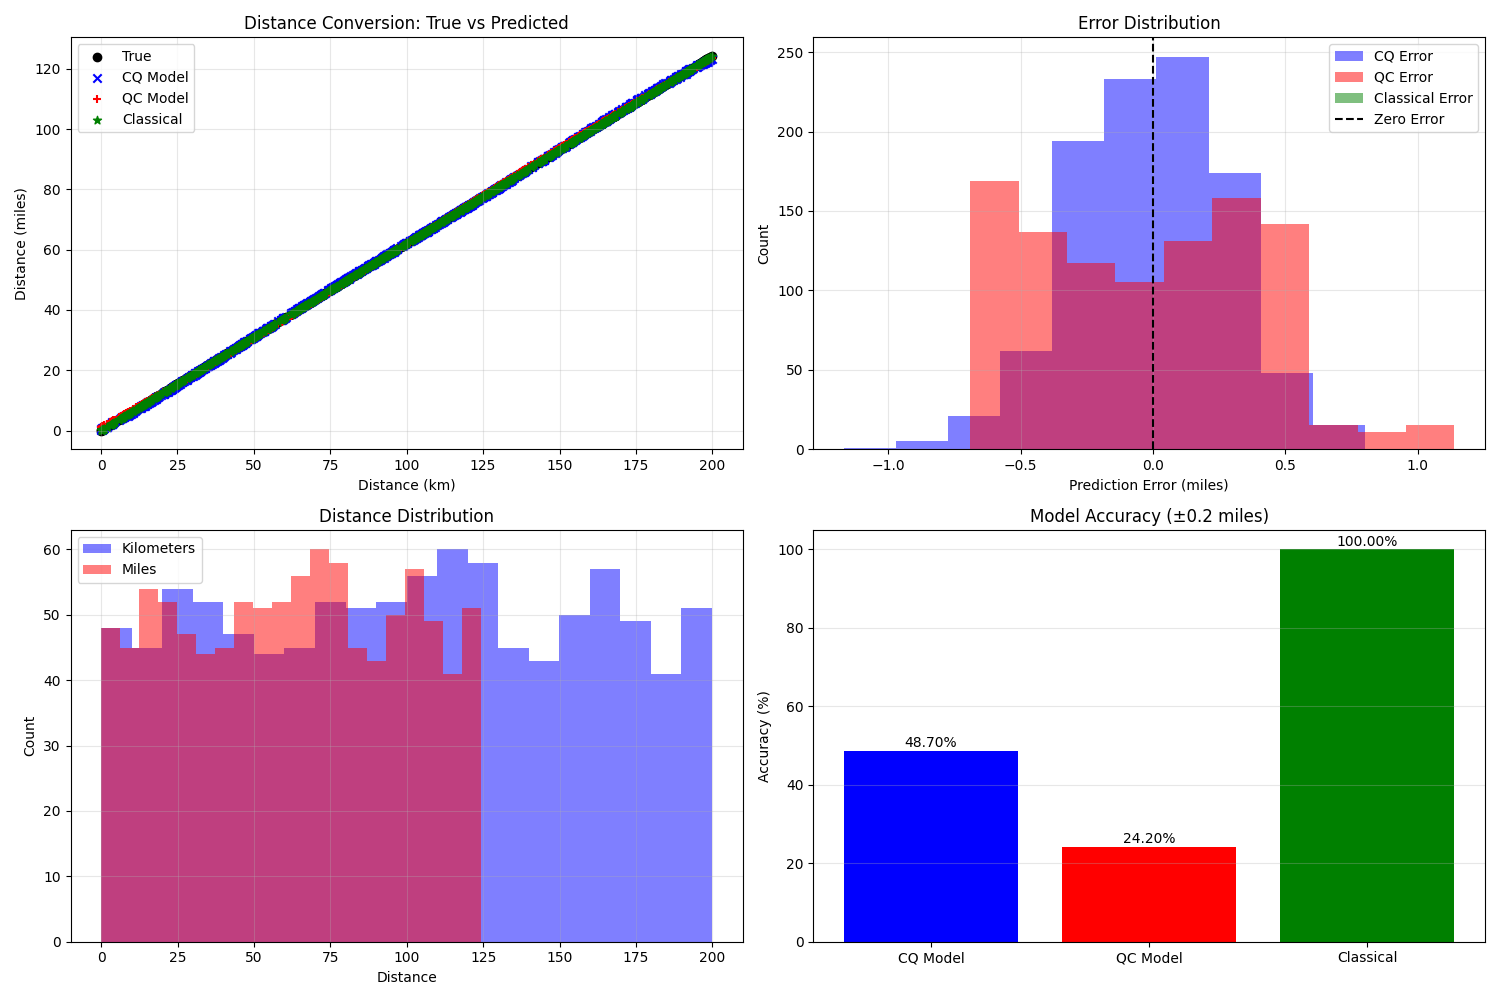 Distance Conversion: True vs Predicted
True
CQ Model
QC Model
Classical
120
100
80
60
40
20
0
Distance (miles)
0 25 50 75 100 125 150 175 200
Distance (km)
Error Distribution
CQ Error
QC Error
Classical Error
Zero Error
250
200
150
100
50
0
Count
−1.0 −0.5 0.0 0.5 1.0
Prediction Error (miles)
Distance Distribution
Kilometers
Miles
60
50
40
30
20
10
0
Count
0 25 50 75 100 125 150 175 200
Distance
Model Accuracy (±0.2 miles)
100
80
60
40
20
0
Accuracy (%)
48.70%
24.20%
100.00%
CQ Model QC Model Classical